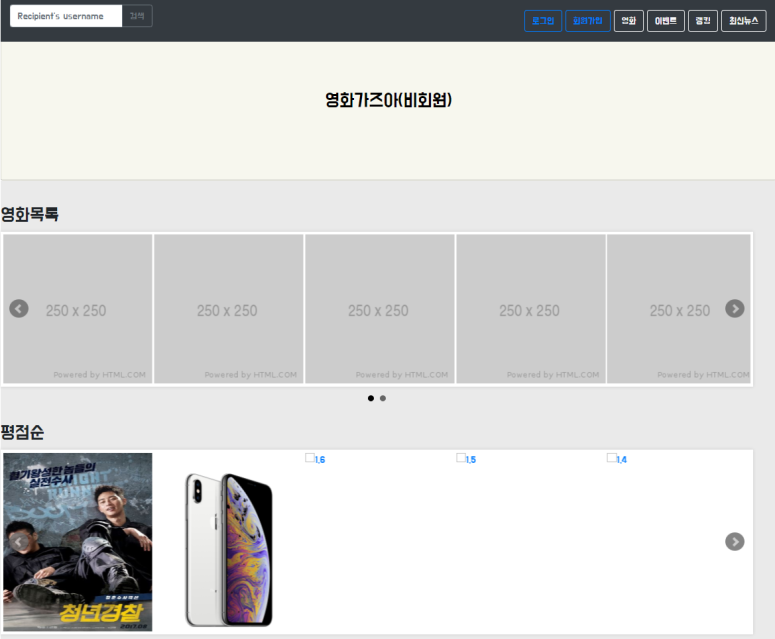 Recipient's username 검색 로그인 회원가입 영화 이벤트 랭킹 최신뉴스
영화가즈아(비회원)
영화목록
250 x 250 250 x 250 250 x 250 250 x 250 250 x 250
Powered by HTML.COM Powered by HTML.COM Powered by HTML.COM Powered by HTML.COM Powered by HTML.COM
평점순
1.6 1.5 1.4
혈기왕성한 놈들의
실전수사
청년경찰
2017.08